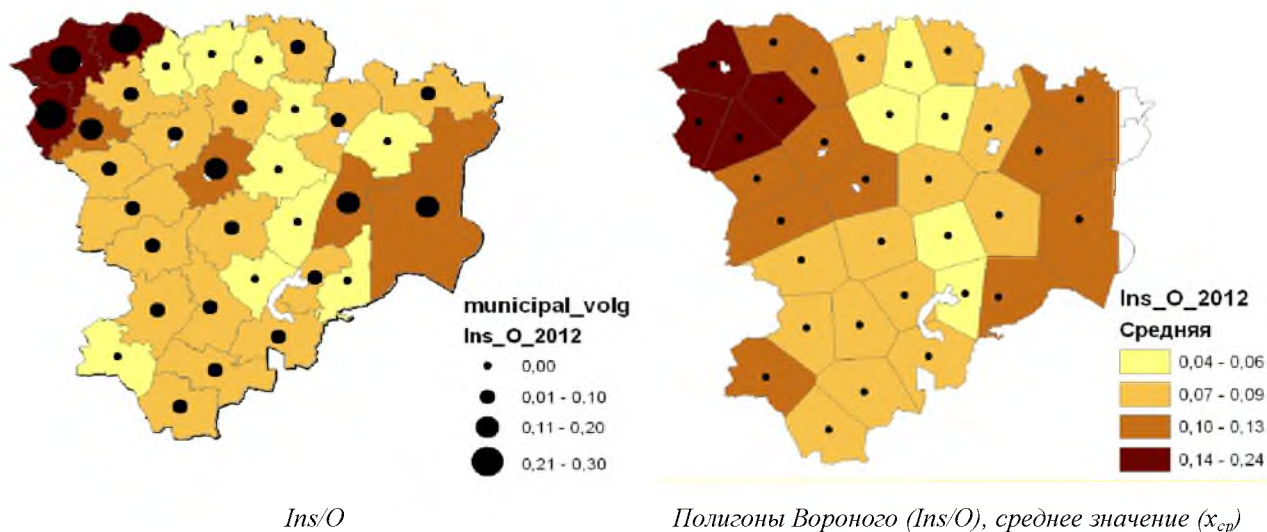 municipal_volg
Ins_O_2012
0,00
0,01 - 0,10
0,11 - 0,20
0,21 - 0,30
Ins_O_2012
Средняя
0,04 - 0,06
0,07 - 0,09
0,10 - 0,13
0,14 - 0,24
Ins/O
Полигоны Вороного (Ins/O), среднее значение (xср)